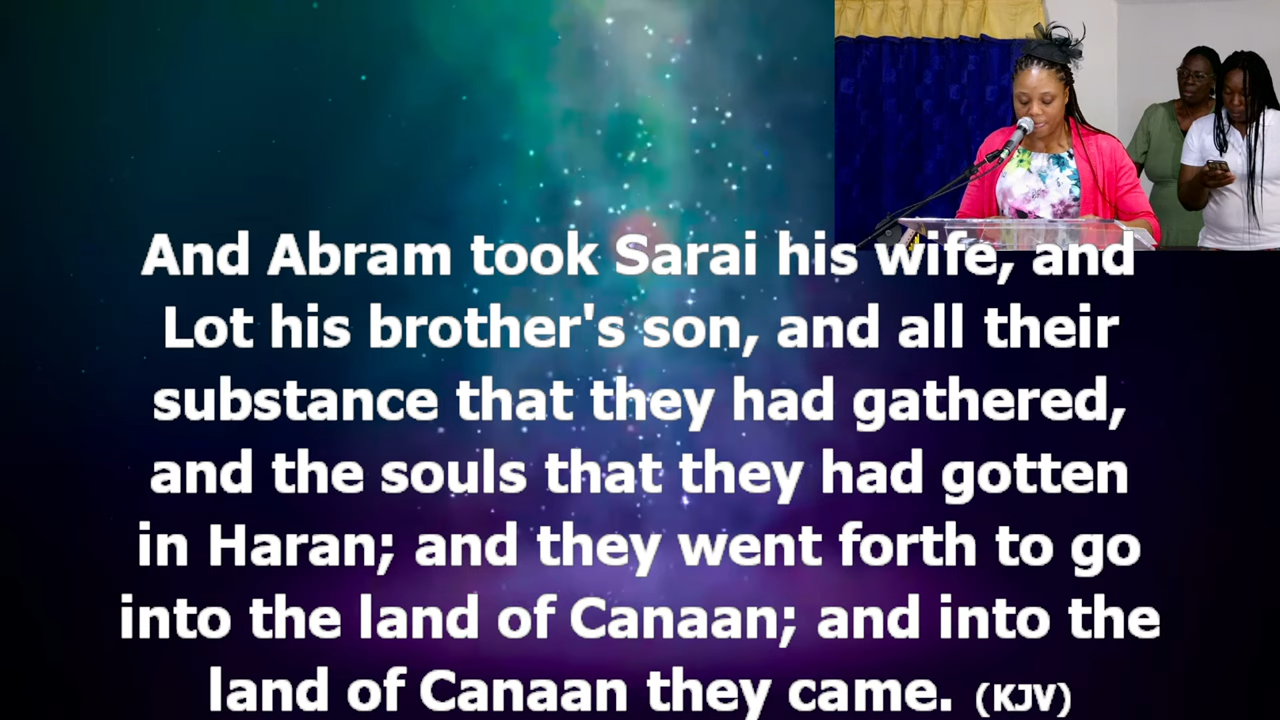 And Abram took Sarai his wife, and
Lot his brother's son, and all their
substance that they had gathered,
and the souls that they had gotten
in Haran; and they went forth to go
into the land of Canaan; and into the
land of Canaan they came. (KJV)